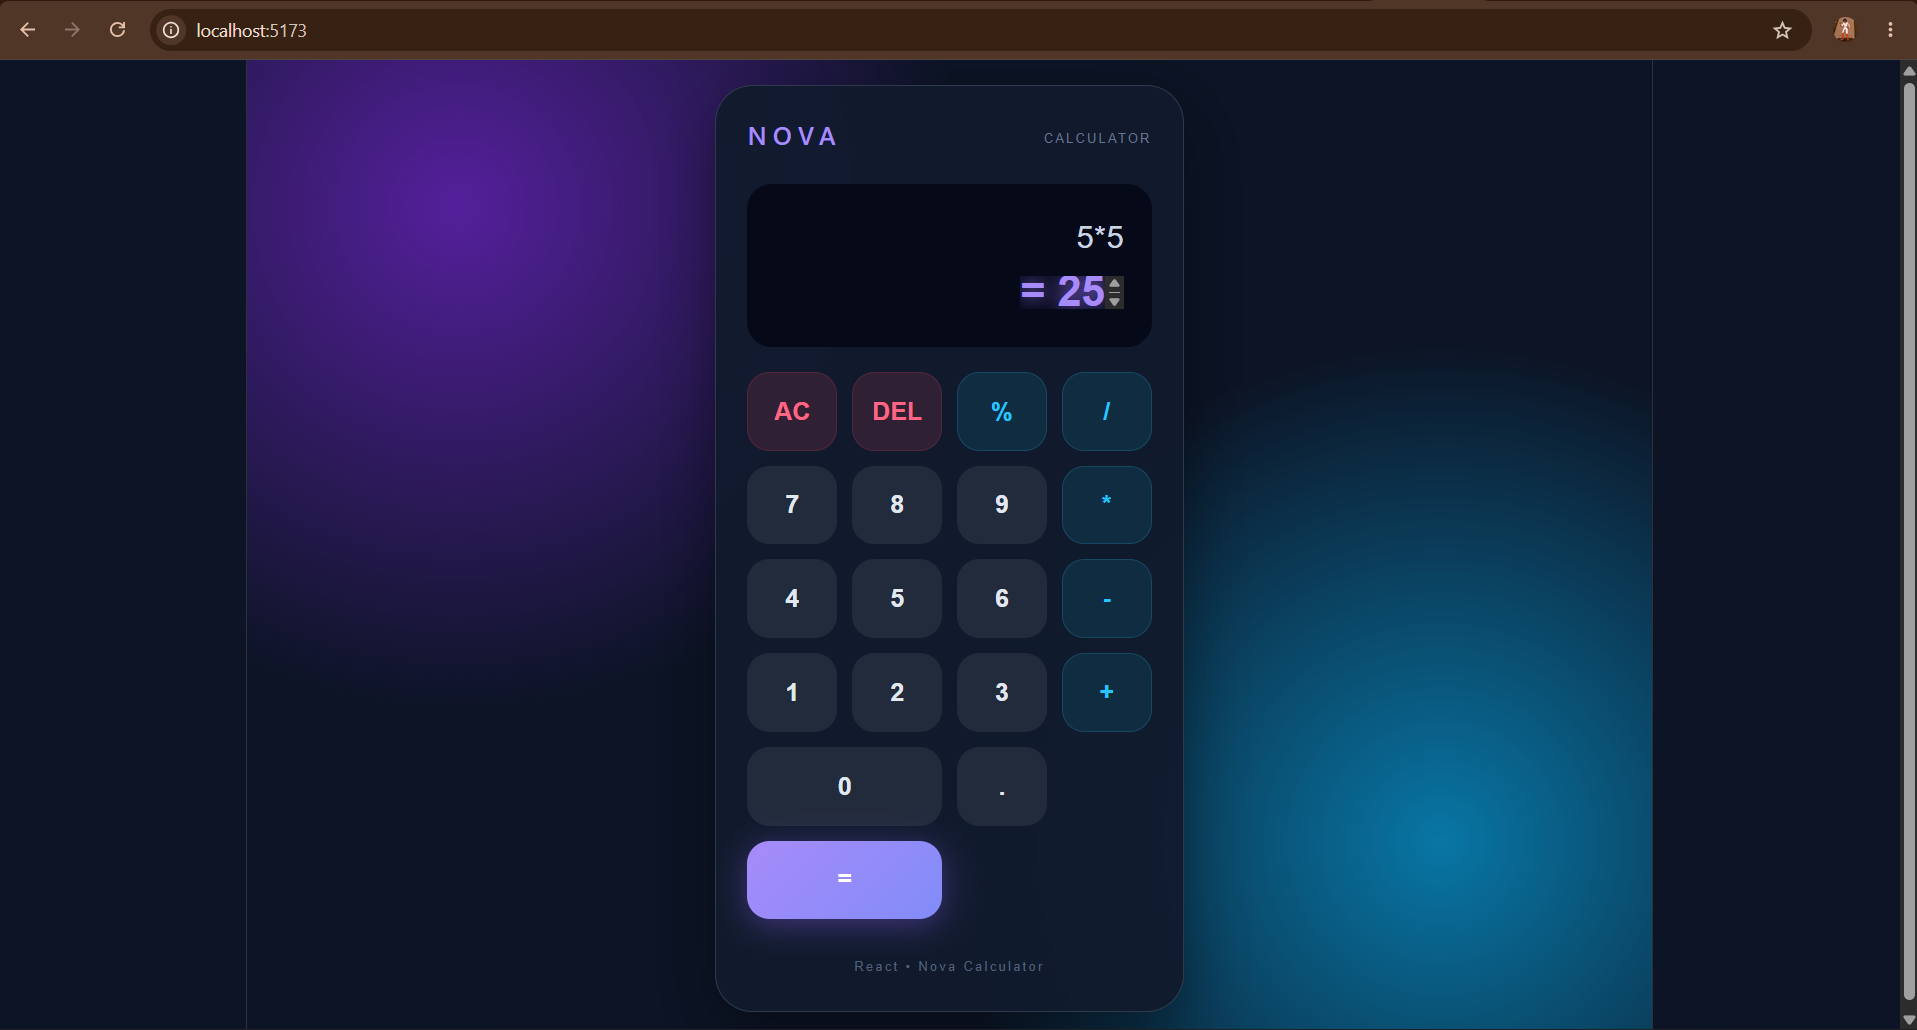 localhost:5173
NOVA
CALCULATOR
5*5
= 25
AC DEL % /
7 8 9 *
4 5 6 -
1 2 3 +
0 .
=
React • Nova Calculator